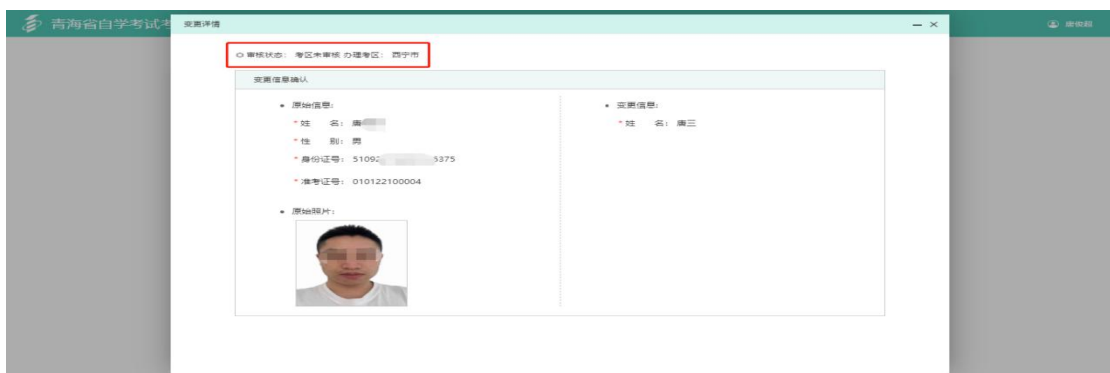 青海省自学考试考
变更详情
审核状态： 考区未审核 办理考区： 西宁市
变更信息确认
原始信息:
*姓 名: 唐
*性 别: 男
*身份证号: 5109 5375
*准考证号: 010122100004
原始照片:
变更信息:
*姓 名: 唐三